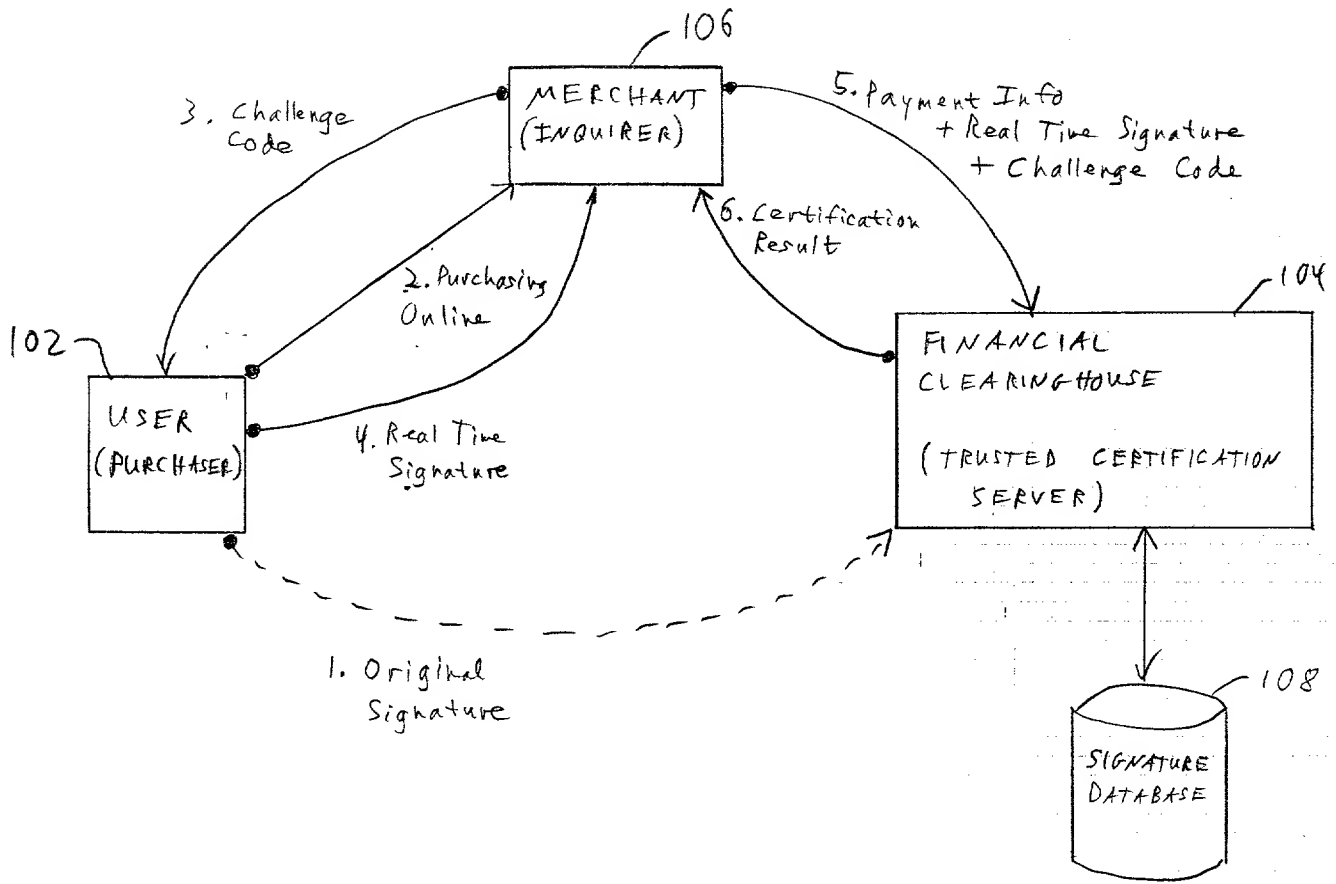 106
MERCHANT
(INQUIRER)
3. Challenge
Code
5. Payment Info
+ Real Time Signature
+ Challenge Code
6. Certification
Result
2. Purchasing
Online
104
FINANCIAL
CLEARINGHOUSE
(TRUSTED CERTIFICATION
SERVER)
102
USER
(PURCHASER)
4. Real Time
Signature
1. Original
Signature
108
SIGNATURE
DATABASE